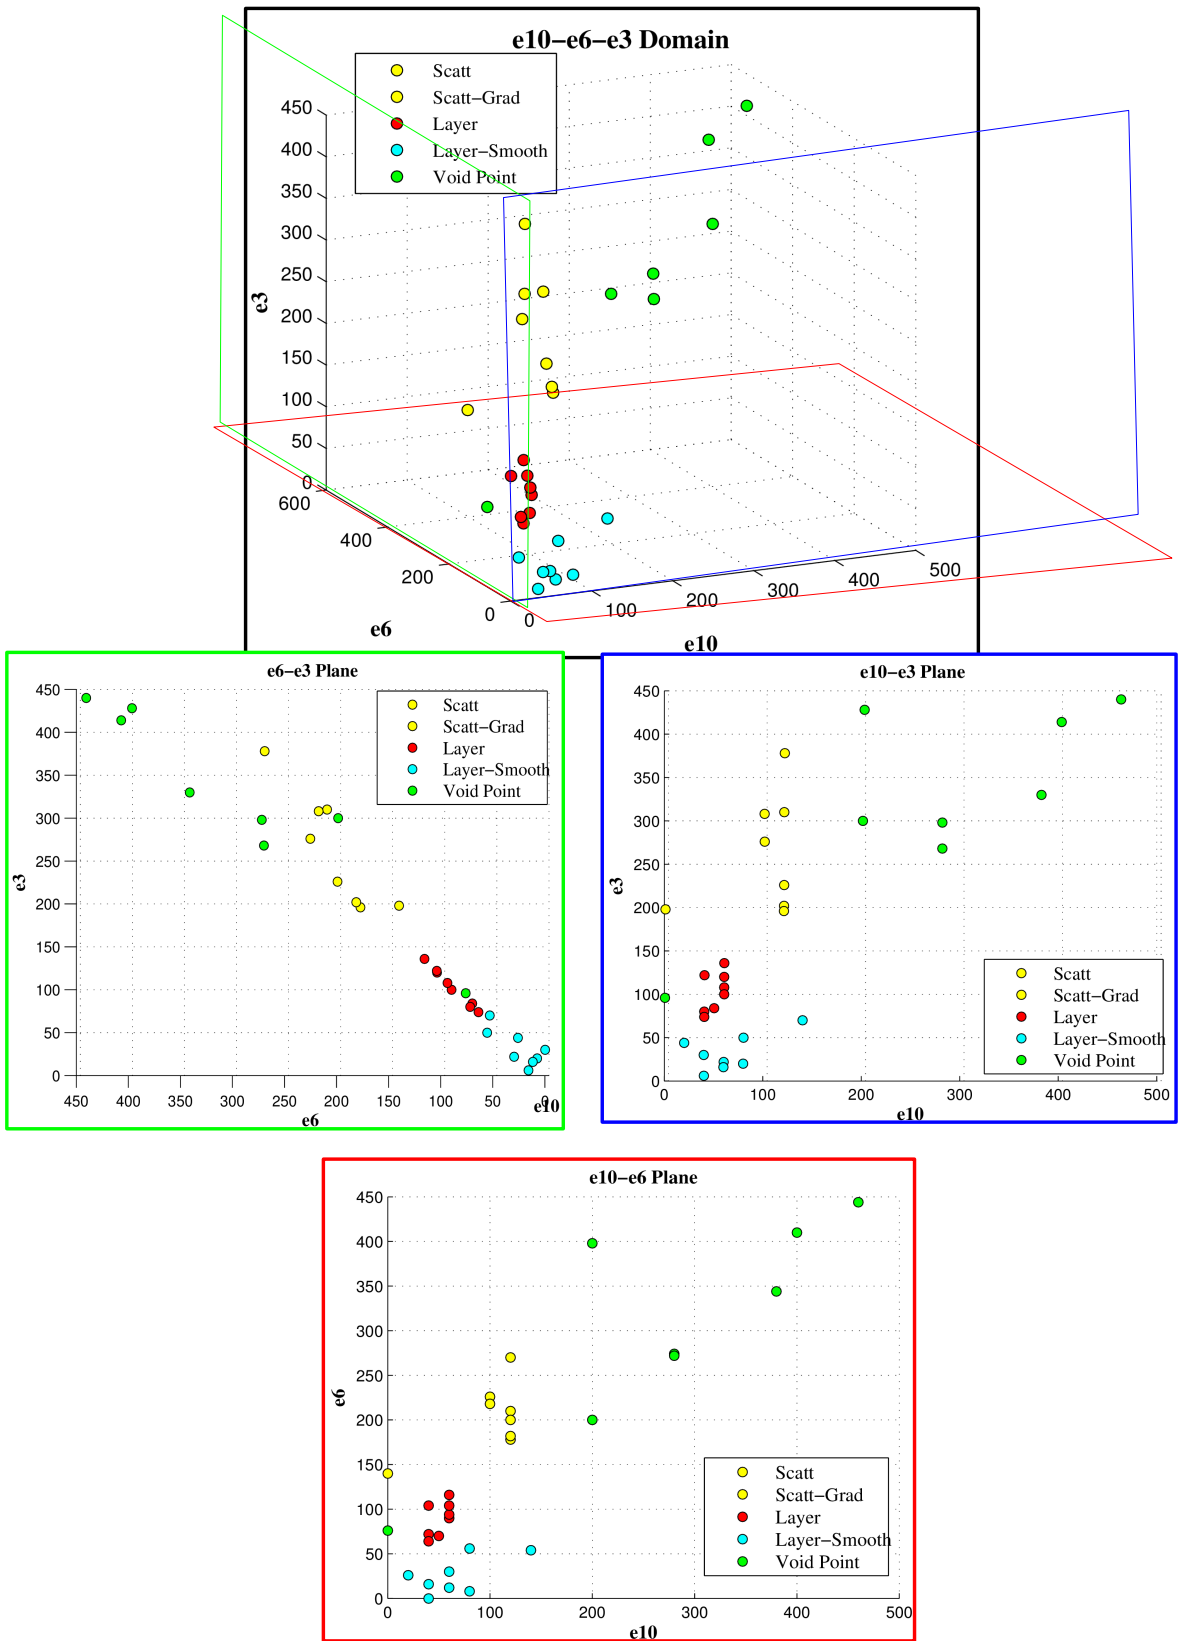 e10−e6−e3 Domain
Scatt
Scatt−Grad
Layer
Layer−Smooth
Void Point
450
400
350
300
250
200
150
100
50
0
e3
600
400
200
0
e6
0
100
200
300
400
500
e10
e6−e3 Plane
Scatt
Scatt−Grad
Layer
Layer−Smooth
Void Point
450
400
350
300
250
200
150
100
50
0
e3
450 400 350 300 250 200 150 100 50 0
e10
e6
e10−e3 Plane
450
400
350
300
250
200
150
100
50
0
e3
Scatt
Scatt−Grad
Layer
Layer−Smooth
Void Point
0 100 200 300 400 500
e10
e10−e6 Plane
450
400
350
300
250
200
150
100
50
0
e6
Scatt
Scatt−Grad
Layer
Layer−Smooth
Void Point
0 100 200 300 400 500
e10